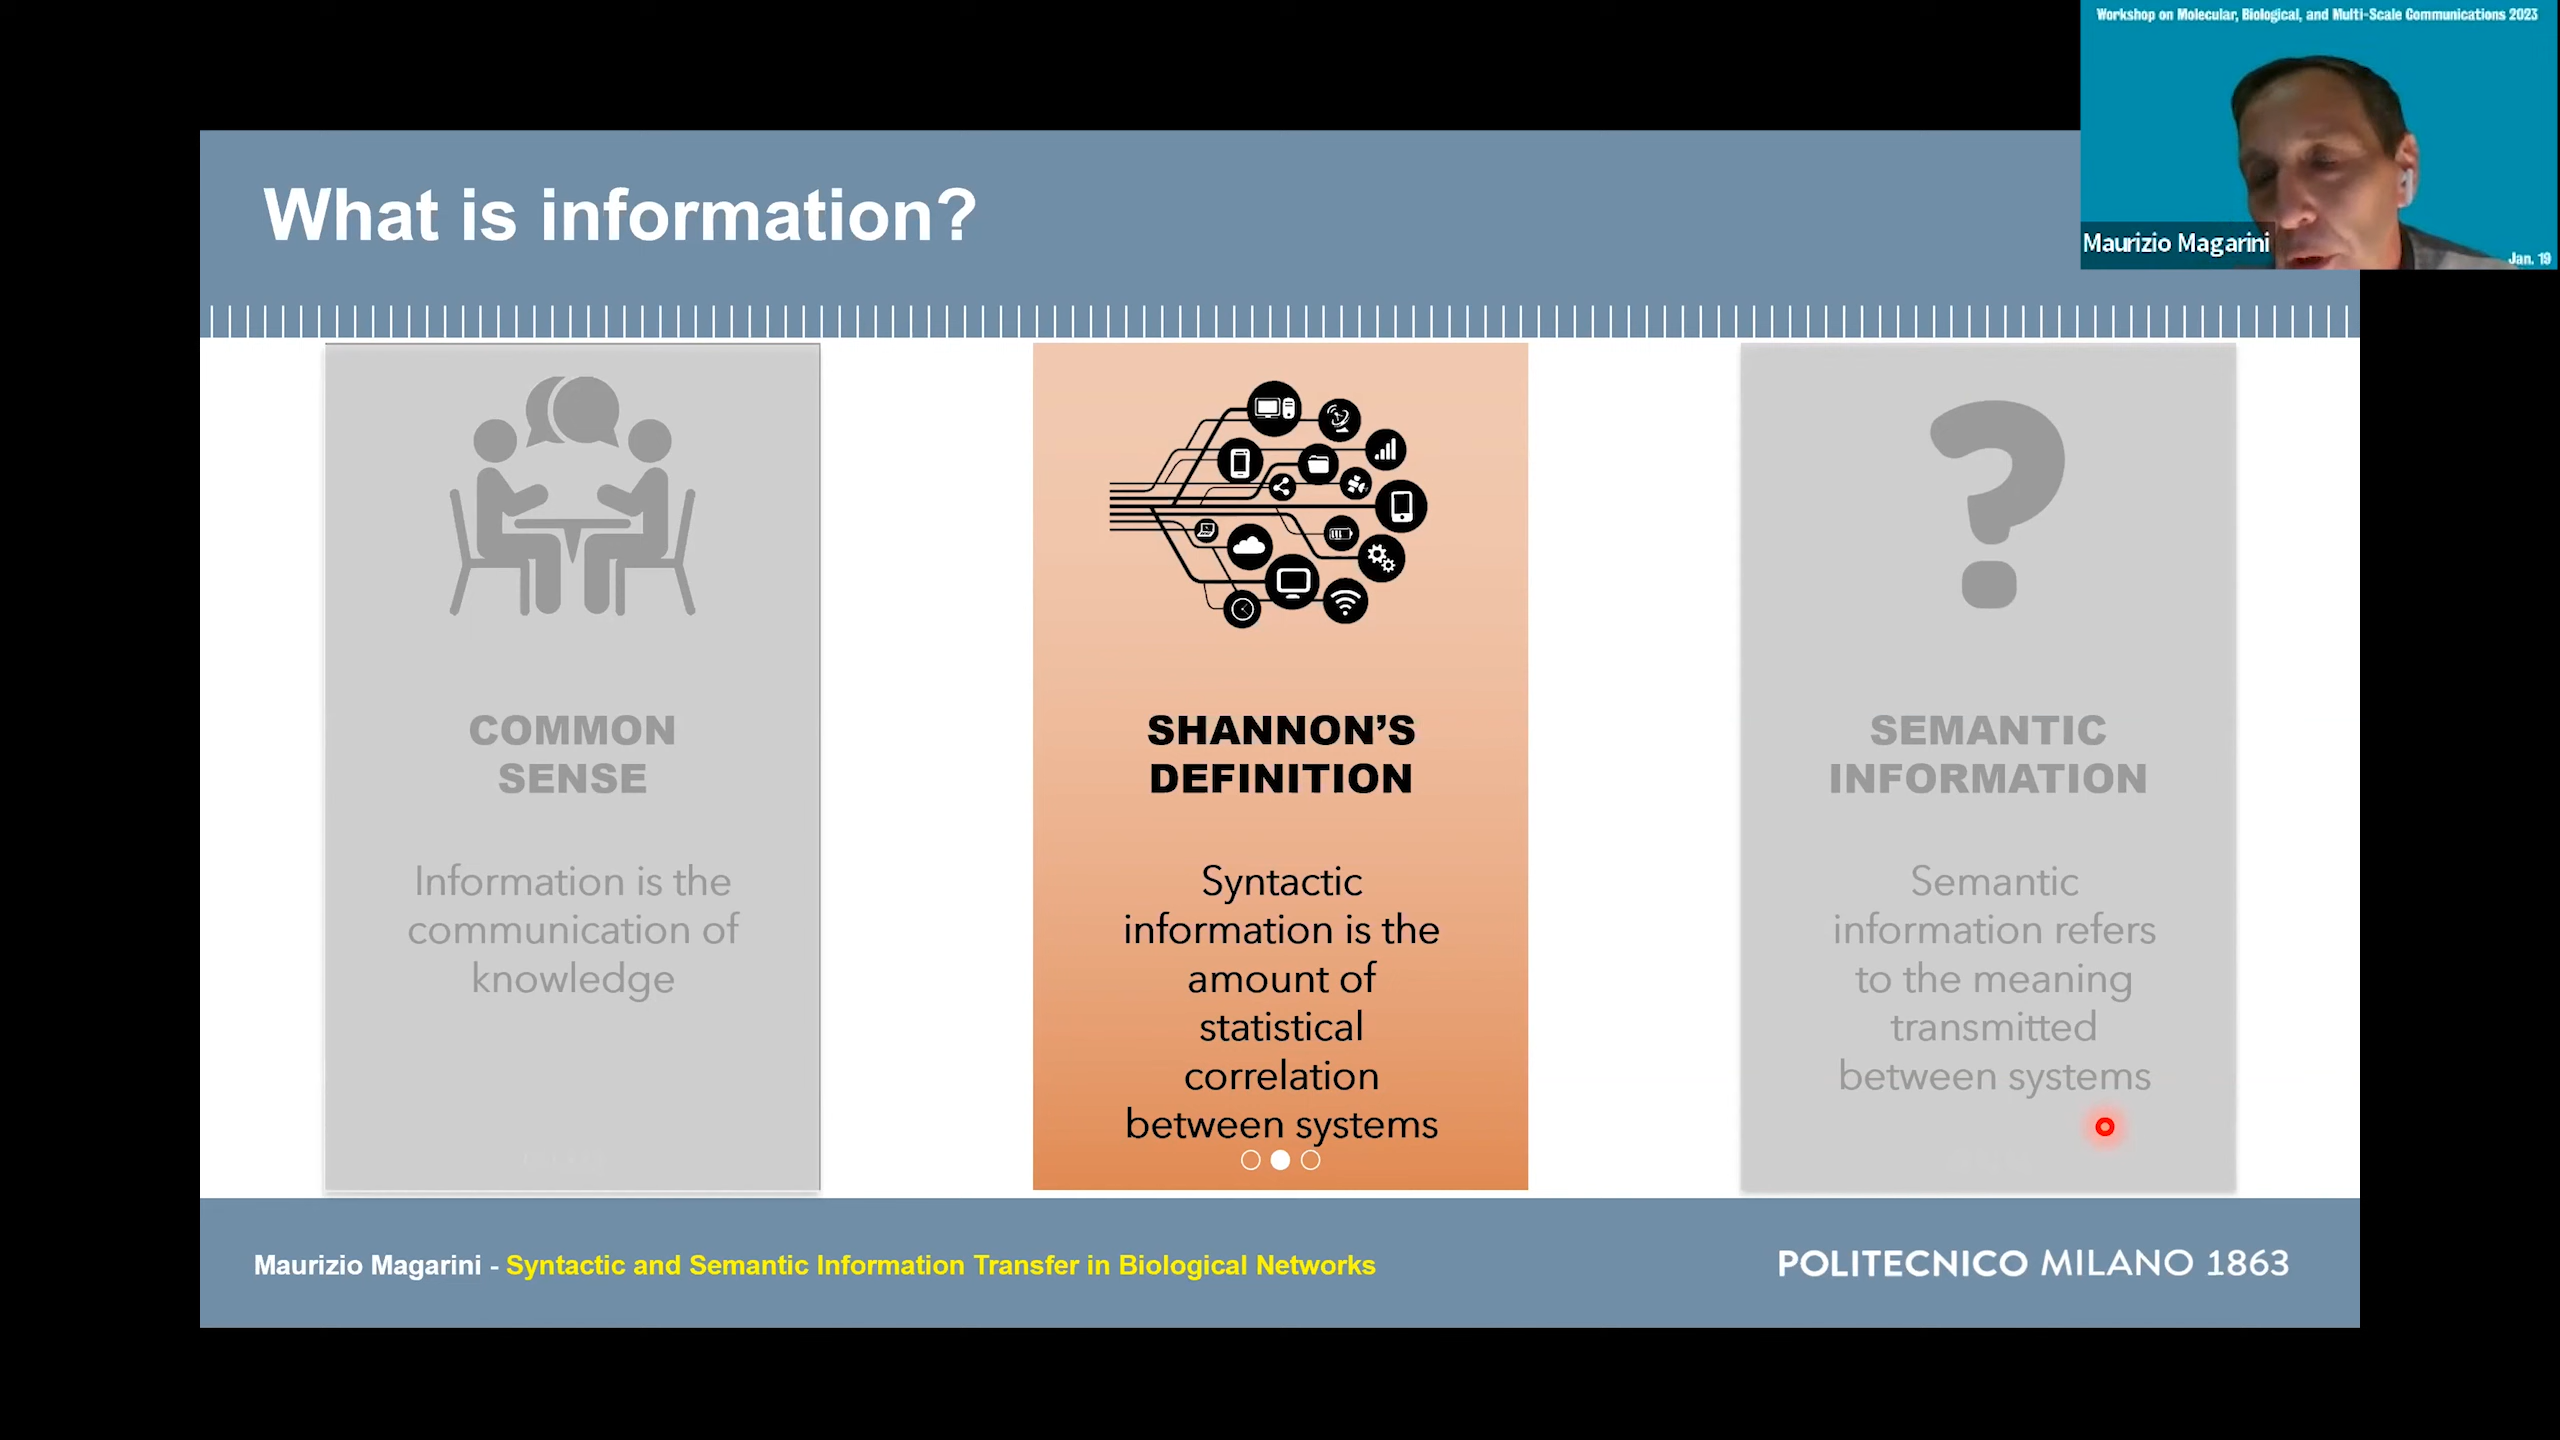 Workshop on Molecular, Biological, and Multi-Scale Communications 2023
Maurizio Magarini
Jan. 19
What is information?
COMMON
SENSE
Information is the
communication of
knowledge
SHANNON’S
DEFINITION
Syntactic
information is the
amount of
statistical
correlation
between systems
SEMANTIC
INFORMATION
Semantic
information refers
to the meaning
transmitted
between systems
Maurizio Magarini - Syntactic and Semantic Information Transfer in Biological Networks
POLITECNICO MILANO 1863